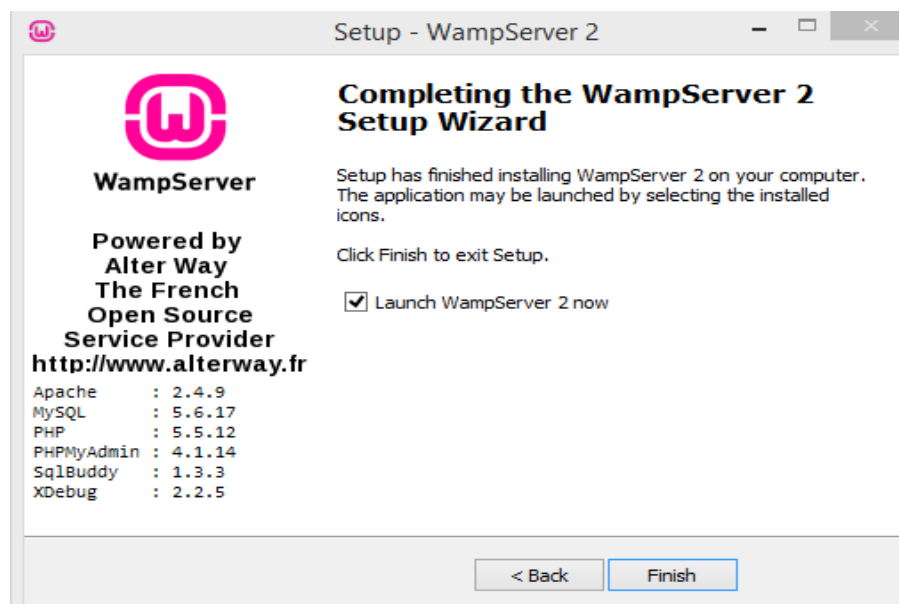 Setup - WampServer 2
WampServer
Powered by
Alter Way
The French
Open Source
Service Provider
http://www.alterway.fr
Apache : 2.4.9
MySQL : 5.6.17
PHP : 5.5.12
PHPMyAdmin : 4.1.14
SqlBuddy : 1.3.3
XDebug : 2.2.5
Completing the WampServer 2
Setup Wizard
Setup has finished installing WampServer 2 on your computer.
The application may be launched by selecting the installed
icons.
Click Finish to exit Setup.
Launch WampServer 2 now
< Back
Finish